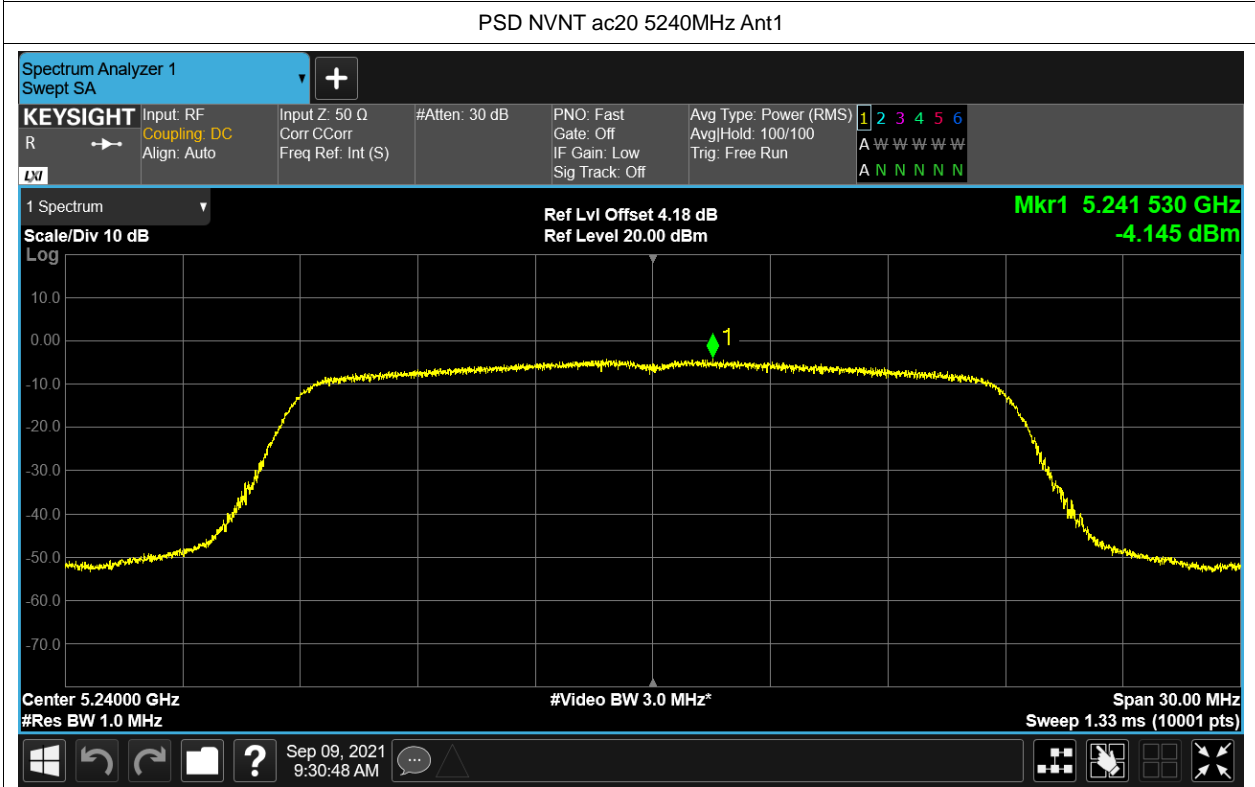 PSD NVNT ac20 5240MHz Ant1
Spectrum Analyzer 1
Swept SA
KEYSIGHT
R
LXI
Input: RF
Coupling: DC
Align: Auto
Input Z: 50 Ω
Corr CCorr
Freq Ref: Int (S)
#Atten: 30 dB
PNO: Fast
Gate: Off
IF Gain: Low
Sig Track: Off
Avg Type: Power (RMS)
Avg|Hold: 100/100
Trig: Free Run
1 2 3 4 5 6
A W W W W W
A N N N N N
1 Spectrum
Scale/Div 10 dB
Log
Ref Lvl Offset 4.18 dB
Ref Level 20.00 dBm
Mkr1 5.241 530 GHz
-4.145 dBm
1
10.0
0.00
-10.0
-20.0
-30.0
-40.0
-50.0
-60.0
-70.0
Center 5.24000 GHz
#Res BW 1.0 MHz
#Video BW 3.0 MHz*
Span 30.00 MHz
Sweep 1.33 ms (10001 pts)
?
Sep 09, 2021
9:30:48 AM